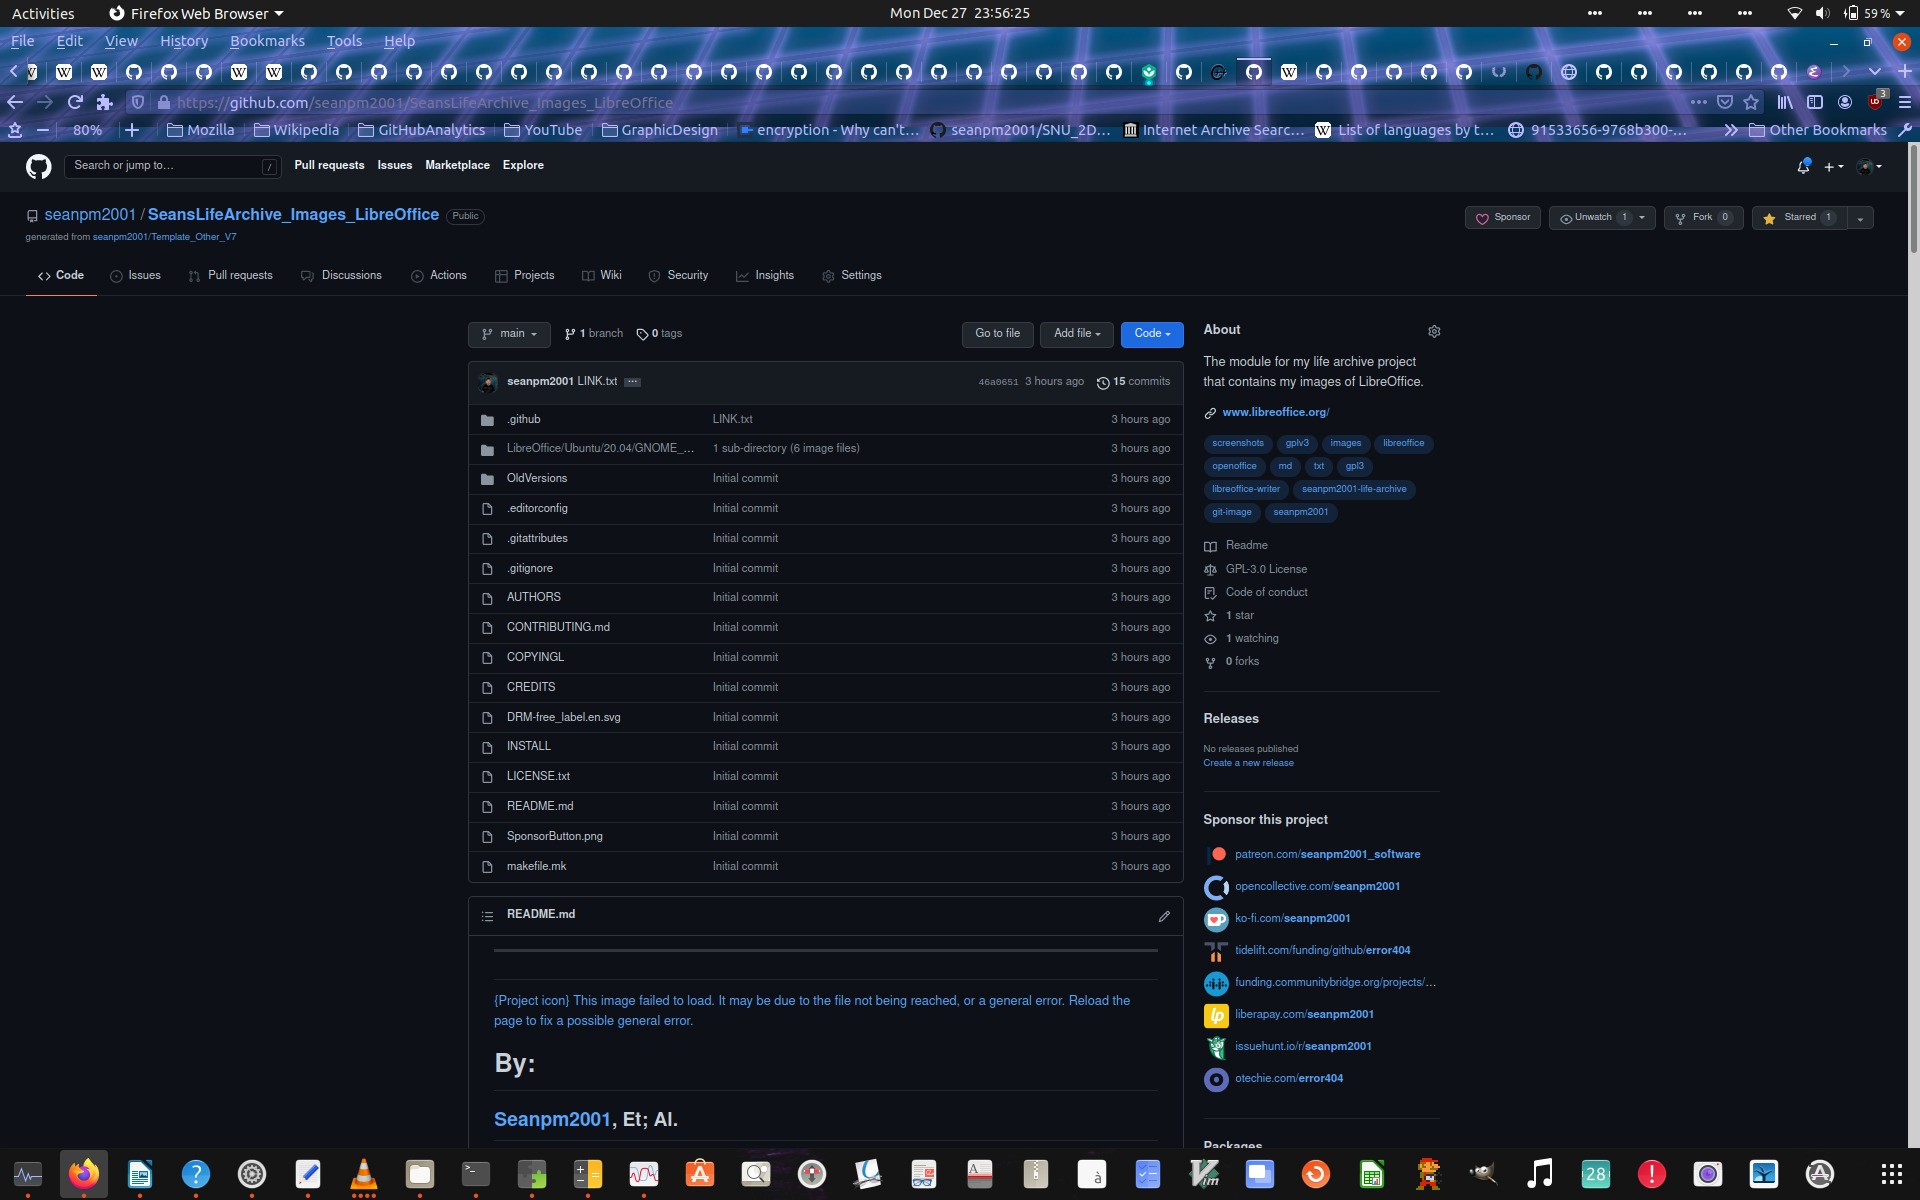 Activities
Firefox Web Browser
Mon Dec 27 23:56:25
59 %
File Edit View History Bookmarks Tools Help
https://github.com/seanpm2001/SeansLifeArchive_Images_LibreOffice
3
80%
Mozilla
Wikipedia
GitHubAnalytics
YouTube
GraphicDesign
encryption - Why can't…
seanpm2001/SNU_2D…
Internet Archive Searc…
List of languages by t…
91533656-9768b300-…
Other Bookmarks
Search or jump to…
/
Pull requests Issues Marketplace Explore
seanpm2001 / SeansLifeArchive_Images_LibreOffice Public
generated from seanpm2001/Template_Other_V7
Sponsor
Unwatch 1
Fork 0
Starred 1
Code
Issues
Pull requests
Discussions
Actions
Projects
Wiki
Security
Insights
Settings
main
1 branch
0 tags
Go to file
Add file
Code
seanpm2001 LINK.txt
46a0651 3 hours ago 15 commits
.github LINK.txt 3 hours ago
LibreOffice/Ubuntu/20.04/GNOME_… 1 sub-directory (6 image files) 3 hours ago
OldVersions Initial commit 3 hours ago
.editorconfig Initial commit 3 hours ago
.gitattributes Initial commit 3 hours ago
.gitignore Initial commit 3 hours ago
AUTHORS Initial commit 3 hours ago
CONTRIBUTING.md Initial commit 3 hours ago
COPYINGL Initial commit 3 hours ago
CREDITS Initial commit 3 hours ago
DRM-free_label.en.svg Initial commit 3 hours ago
INSTALL Initial commit 3 hours ago
LICENSE.txt Initial commit 3 hours ago
README.md Initial commit 3 hours ago
SponsorButton.png Initial commit 3 hours ago
makefile.mk Initial commit 3 hours ago
README.md
{Project icon} This image failed to load. It may be due to the file not being reached, or a general error. Reload the
page to fix a possible general error.
By:
Seanpm2001, Et; Al.
About
The module for my life archive project
that contains my images of LibreOffice.
www.libreoffice.org/
screenshots gplv3 images libreoffice
openoffice md txt gpl3
libreoffice-writer seanpm2001-life-archive
git-image seanpm2001
Readme
GPL-3.0 License
Code of conduct
1 star
1 watching
0 forks
Releases
No releases published
Create a new release
Sponsor this project
patreon.com/seanpm2001_software
opencollective.com/seanpm2001
ko-fi.com/seanpm2001
tidelift.com/funding/github/error404
funding.communitybridge.org/projects/…
liberapay.com/seanpm2001
issuehunt.io/r/seanpm2001
otechie.com/error404
Packages
28